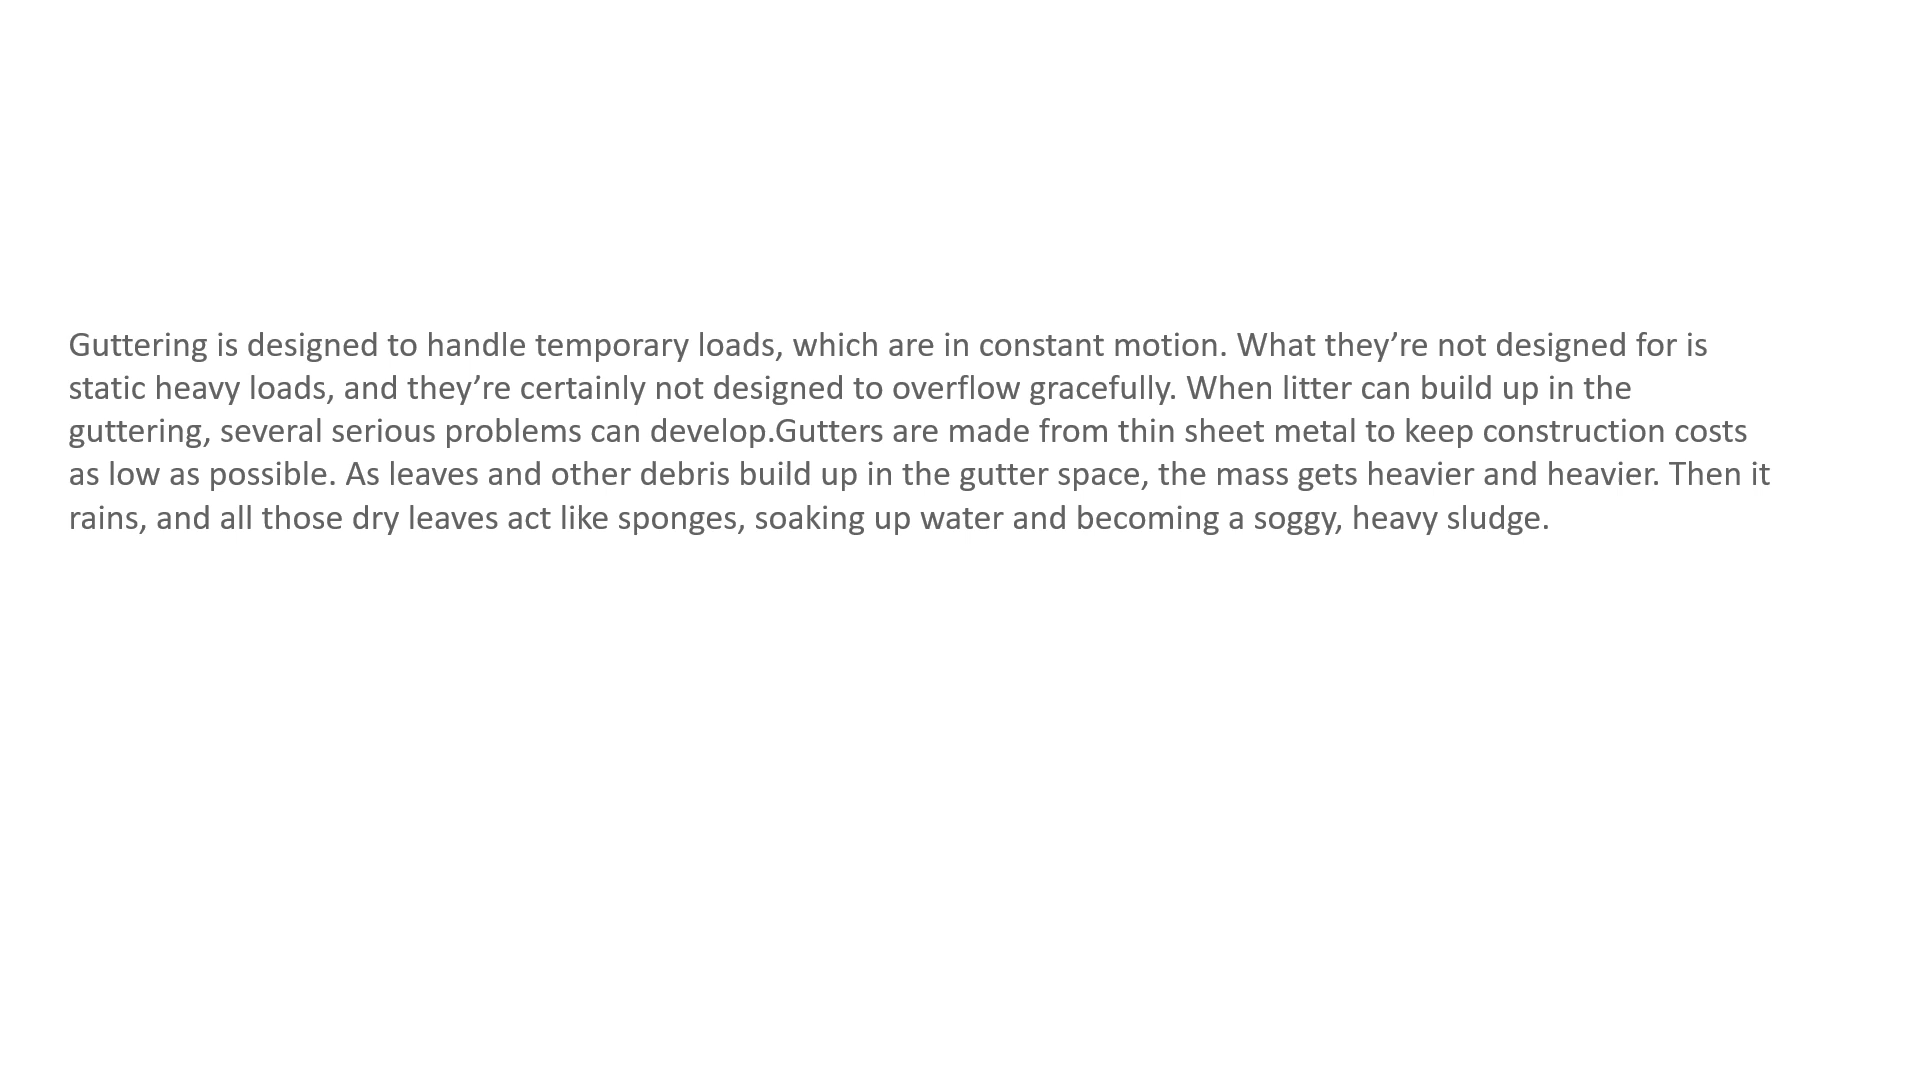 Guttering is designed to handle temporary loads, which are in constant motion. What they’re not designed for is
static heavy loads, and they’re certainly not designed to overflow gracefully. When litter can build up in the
guttering, several serious problems can develop.Gutters are made from thin sheet metal to keep construction costs
as low as possible. As leaves and other debris build up in the gutter space, the mass gets heavier and heavier. Then it
rains, and all those dry leaves act like sponges, soaking up water and becoming a soggy, heavy sludge.